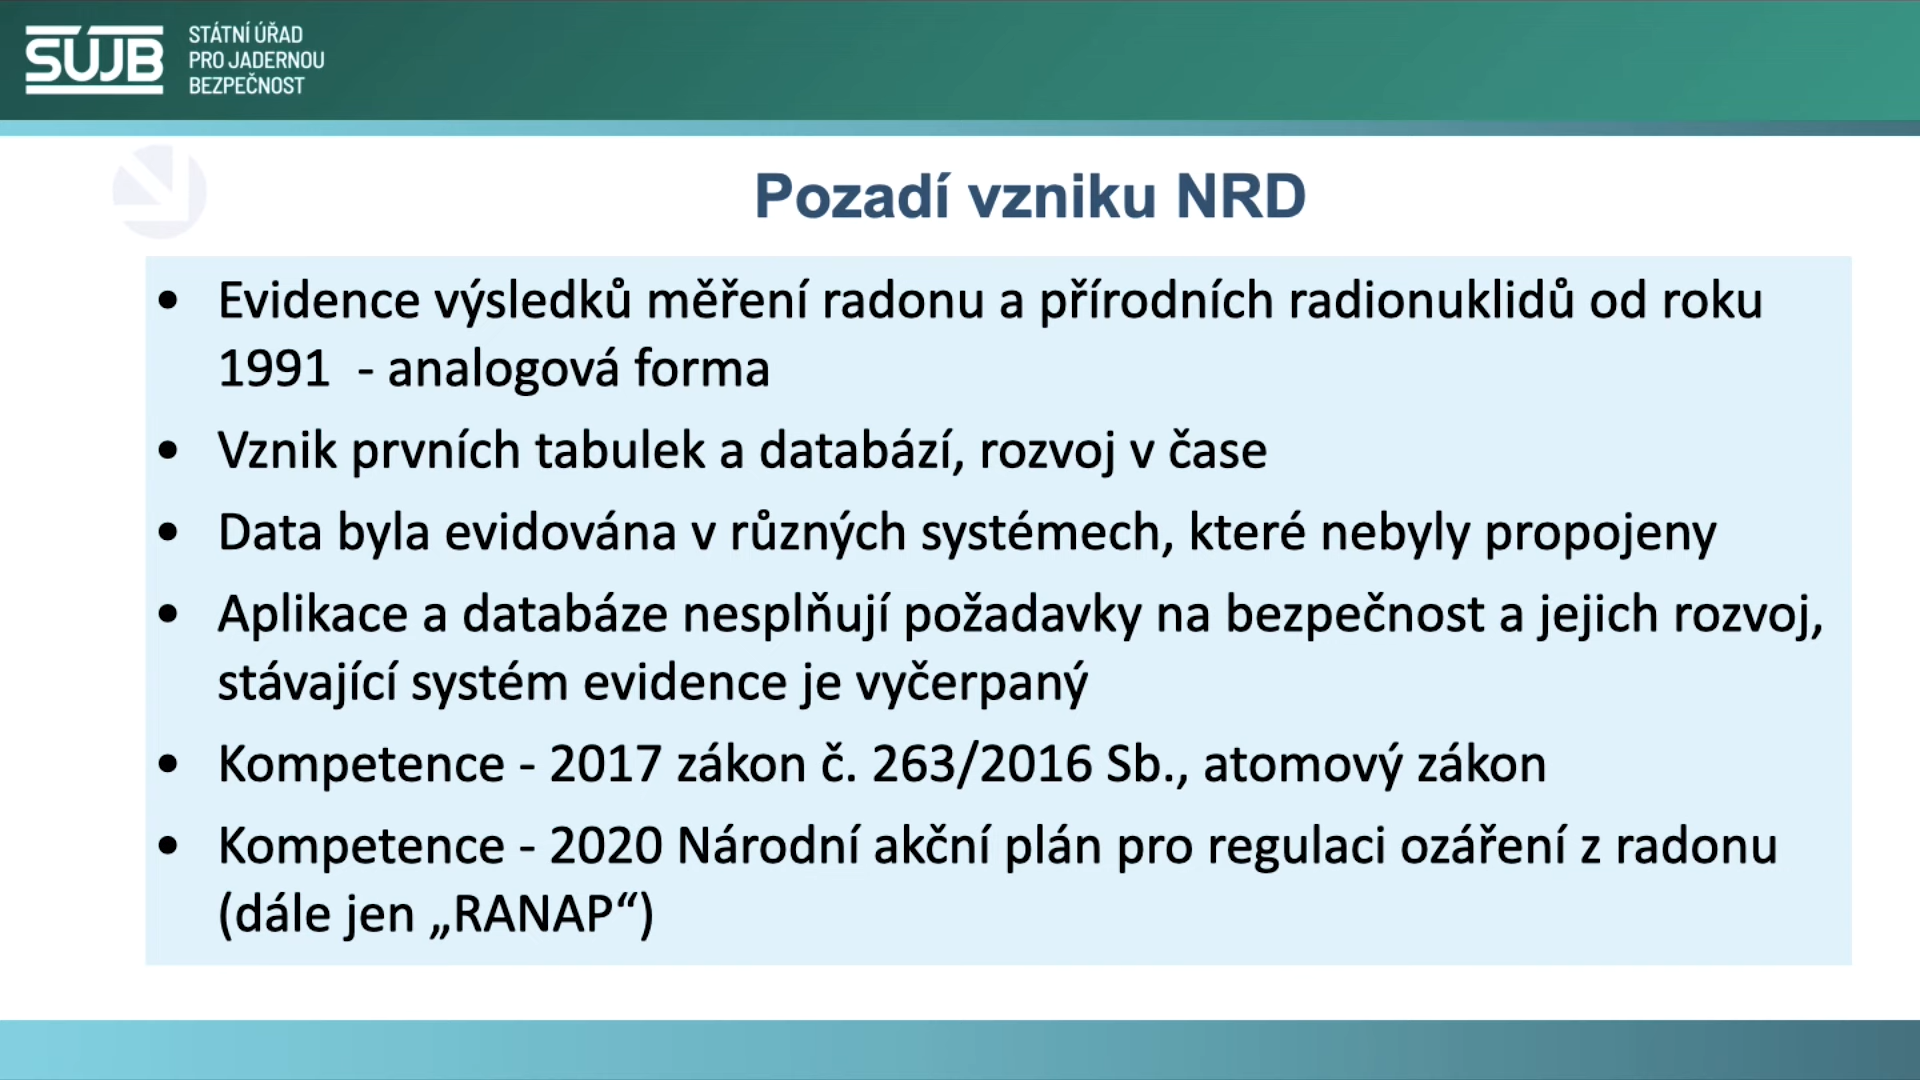 SÚJB
STÁTNÍ ÚŘAD
PRO JADERNOU
BEZPEČNOST
Pozadí vzniku NRD
• Evidence výsledků měření radonu a přírodních radionuklidů od roku
1991 - analogová forma
• Vznik prvních tabulek a databází, rozvoj v čase
• Data byla evidována v různých systémech, které nebyly propojeny
• Aplikace a databáze nesplňují požadavky na bezpečnost a jejich rozvoj,
stávající systém evidence je vyčerpaný
• Kompetence - 2017 zákon č. 263/2016 Sb., atomový zákon
• Kompetence - 2020 Národní akční plán pro regulaci ozáření z radonu
(dále jen „RANAP“)